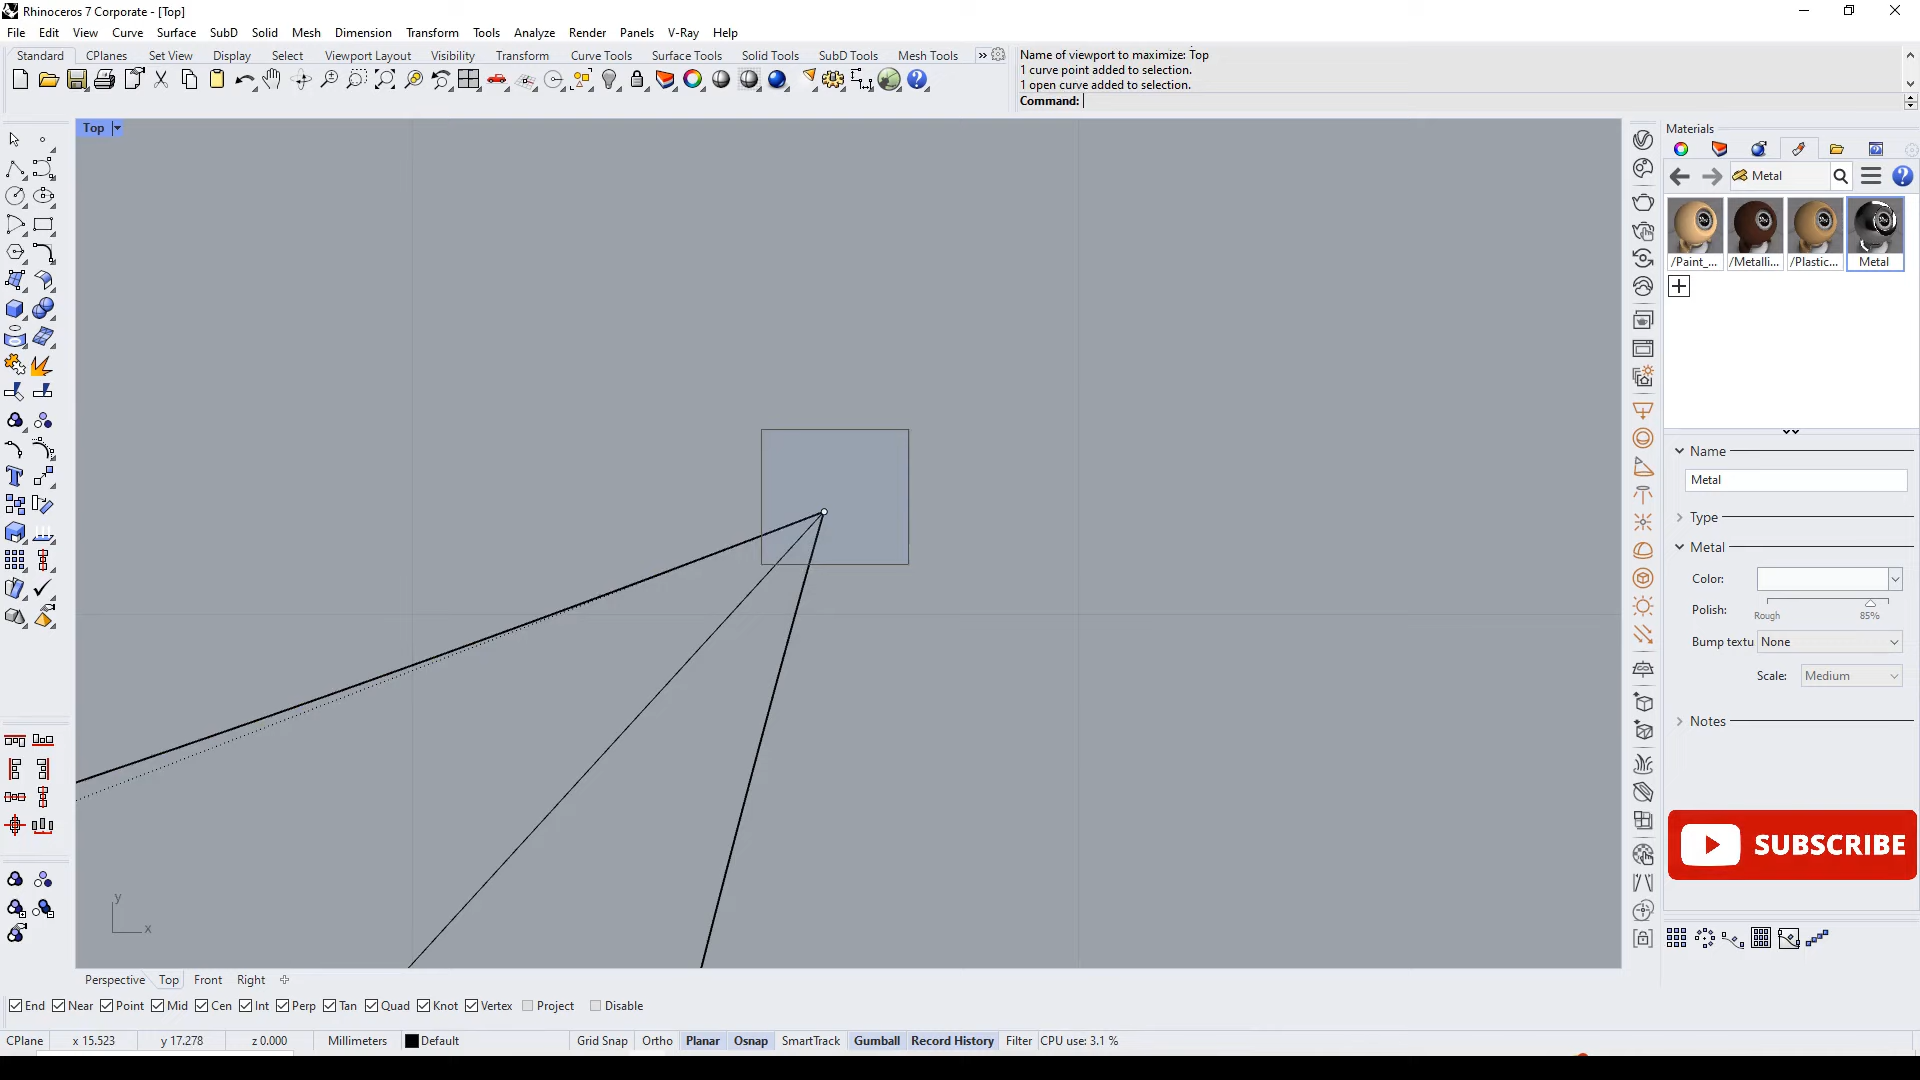 Rhinoceros 7 Corporate - [Top]
File Edit View Curve Surface SubD Solid Mesh Dimension Transform Tools Analyze Render Panels V-Ray Help
Standard CPlanes Set View Display Select Viewport Layout Visibility Transform Curve Tools Surface Tools Solid Tools SubD Tools Mesh Tools »
Name of viewport to maximize: Top
1 curve point added to selection.
1 open curve added to selection.
Command:
Top
Materials
Metal
/Paint_... /Metalli... /Plastic... Metal
Name
Metal
Type
Metal
Color:
Polish:
Rough 85%
Bump textu None
Scale: Medium
Notes
SUBSCRIBE
y
x
Perspective Top Front Right
End Near Point Mid Cen Int Perp Tan Quad Knot Vertex Project Disable
CPlane x 15.523 y 17.278 z 0.000 Millimeters Default Grid Snap Ortho Planar Osnap SmartTrack Gumball Record History Filter CPU use: 3.1 %